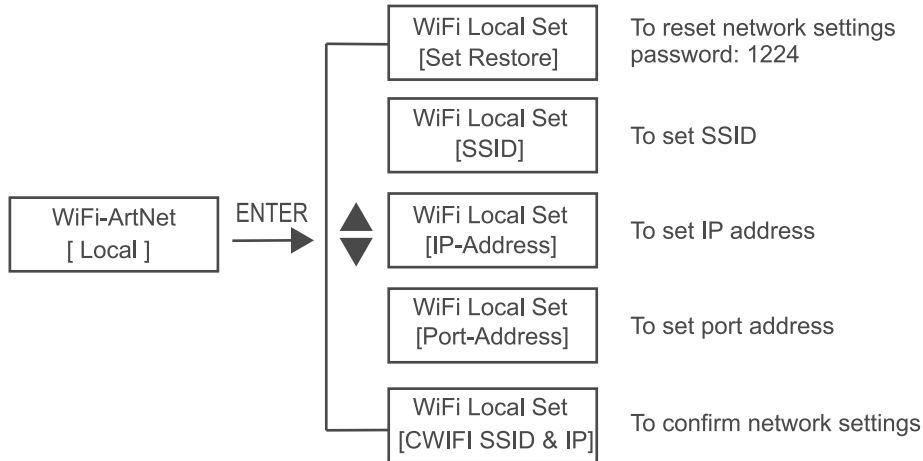 WiFi-ArtNet
[ Local ]
ENTER
WiFi Local Set
[Set Restore]
To reset network settings
password: 1224
WiFi Local Set
[SSID]
To set SSID
WiFi Local Set
[IP-Address]
To set IP address
WiFi Local Set
[Port-Address]
To set port address
WiFi Local Set
[CWIFI SSID & IP]
To confirm network settings